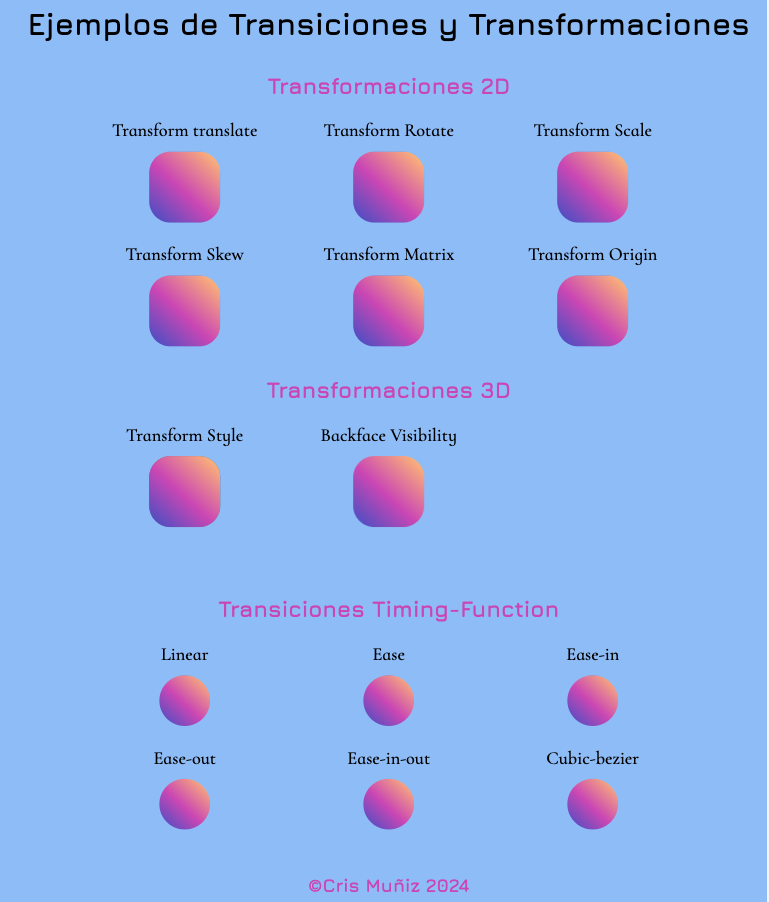 Ejemplos de Transiciones y Transformaciones
Transformaciones 2D
Transform translate
Transform Rotate
Transform Scale
Transform Skew
Transform Matrix
Transform Origin
Transformaciones 3D
Transform Style
Backface Visibility
Transiciones Timing-Function
Linear
Ease
Ease-in
Ease-out
Ease-in-out
Cubic-bezier
©Cris Muñiz 2024